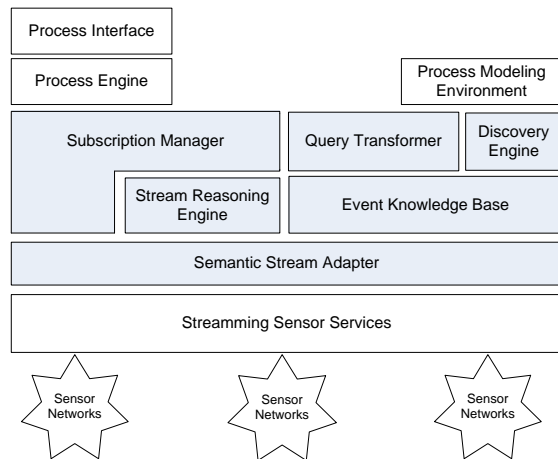 Process Interface
Process Engine
Process Modeling
Environment
Subscription Manager
Query Transformer
Discovery
Engine
Stream Reasoning
Engine
Event Knowledge Base
Semantic Stream Adapter
Streamming Sensor Services
Sensor
Networks
Sensor
Networks
Sensor
Networks